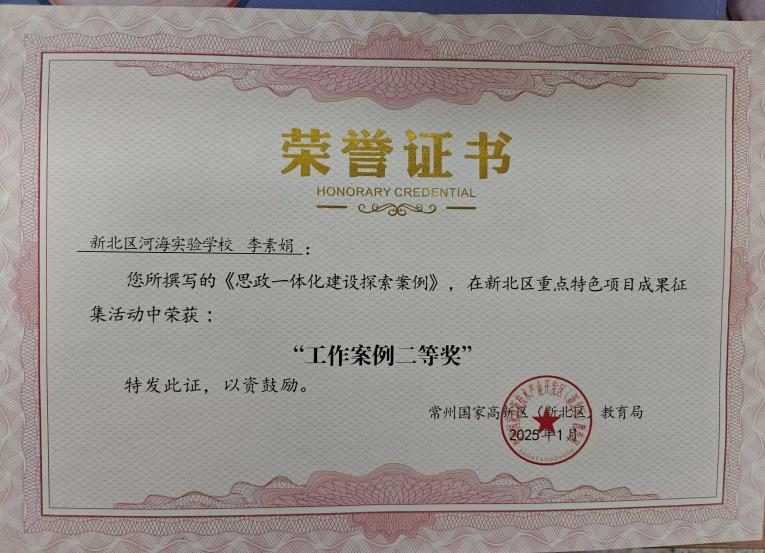 荣誉证书
HONORARY CREDENTIAL
新北区河海实验学校 李素娟：
您所撰写的《思政一体化建设探索案例》，在新北区重点特色项目成果征
集活动中荣获：
“工作案例二等奖”
特发此证，以资鼓励。
常州国家高新区（新北区）教育局
2025年1月